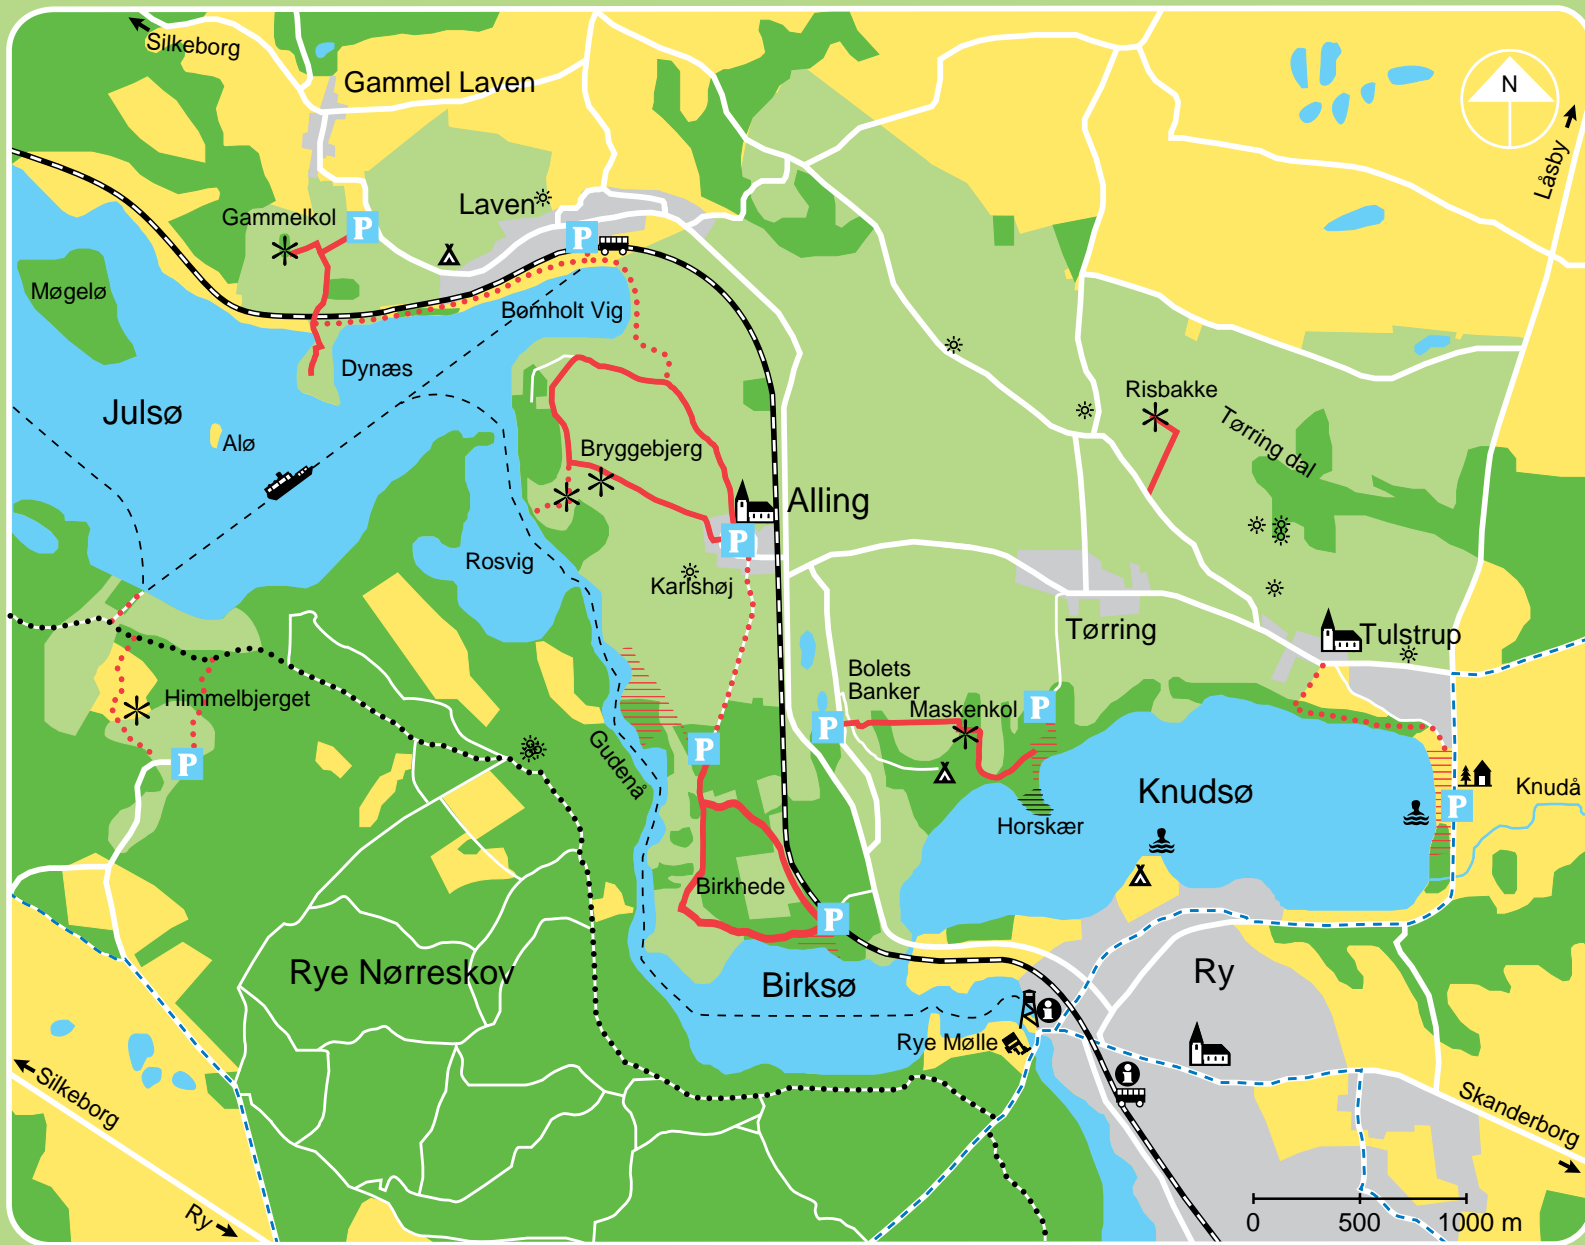 Silkeborg
Gammel Laven
N
Låsby
Laven
Gammelkol
P
P
Møgelø
Bømholt Vig
Dynæs
Risbakke
Julsø
Alø
Bryggebjerg
Tørring dal
Alling
P
Rosvig
Karlshøj
Tørring
Tulstrup
Bolets
Banker
Maskenkol
P
Himmelbjerget
P
P
P
Gudenå
Knudsø
Knudå
P
Horskær
Birkhede
P
Rye Nørreskov
Birksø
Ry
i
Rye Mølle
i
Silkeborg
Skanderborg
Ry
0 500 1000 m